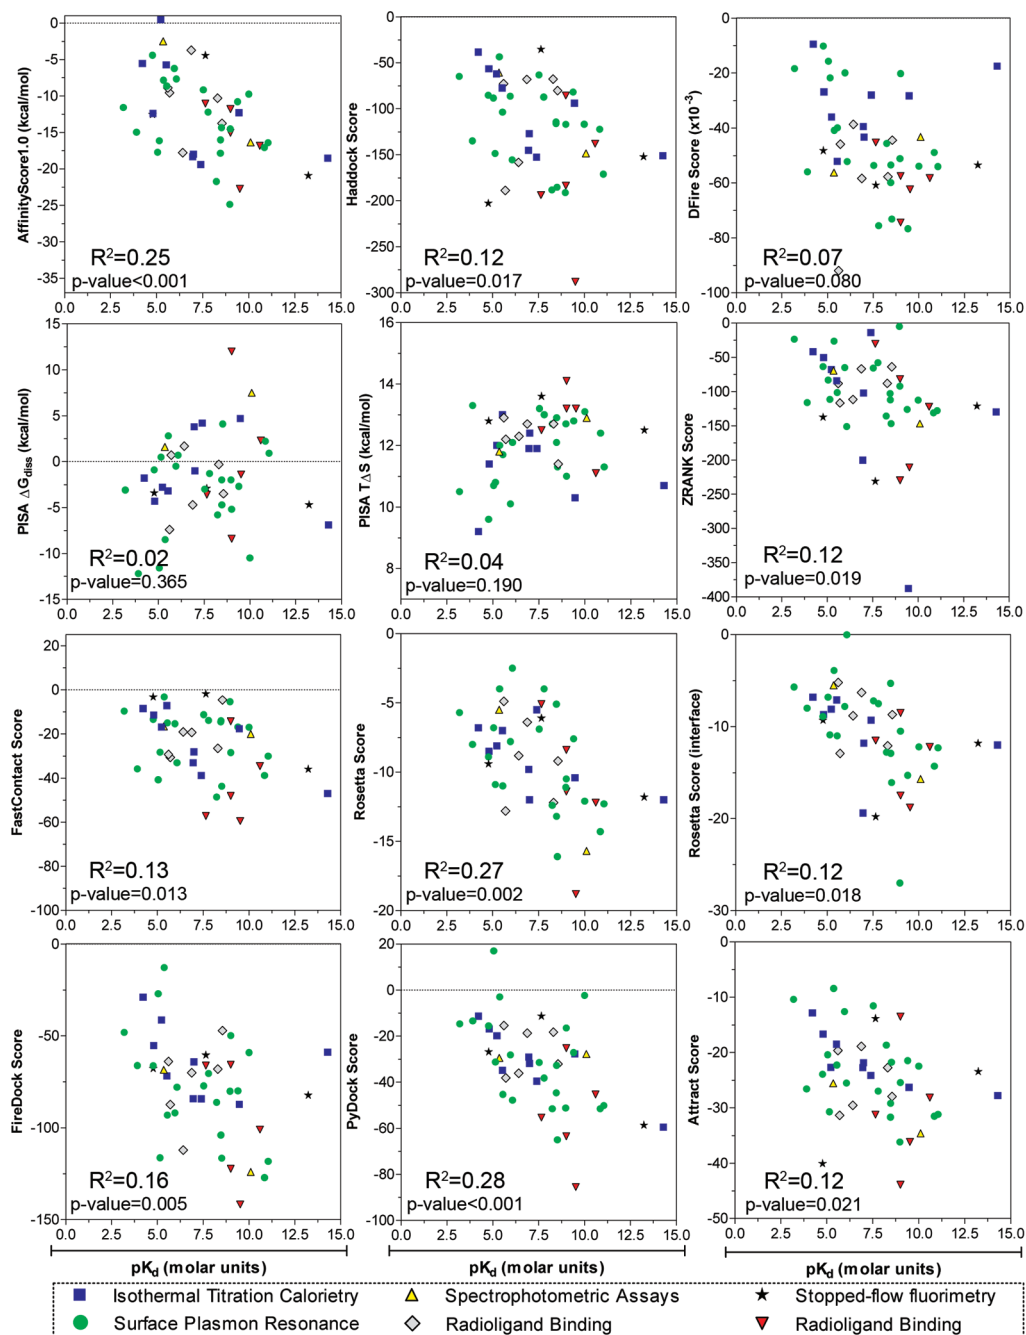 AffinityScore1.0 (kcal/mol)
0
-5
-10
-15
-20
-25
-30
-35
R²=0.25
p-value<0.001
0.0 2.5 5.0 7.5 10.0 12.5 15.0
Haddock Score
0
-50
-100
-150
-200
-250
-300
R²=0.12
p-value=0.017
0.0 2.5 5.0 7.5 10.0 12.5 15.0
DFire Score (x10⁻³)
0
-20
-40
-60
-80
-100
R²=0.07
p-value=0.080
0.0 2.5 5.0 7.5 10.0 12.5 15.0
PISA ΔGdiss (kcal/mol)
15
10
5
0
-5
-10
-15
R²=0.02
p-value=0.365
0.0 2.5 5.0 7.5 10.0 12.5 15.0
PISA TΔS (kcal/mol)
16
14
12
10
8
R²=0.04
p-value=0.190
0.0 2.5 5.0 7.5 10.0 12.5 15.0
ZRANK Score
0
-50
-100
-150
-200
-250
-300
-350
-400
R²=0.12
p-value=0.019
0.0 2.5 5.0 7.5 10.0 12.5 15.0
FastContact Score
20
0
-20
-40
-60
-80
-100
R²=0.13
p-value=0.013
0.0 2.5 5.0 7.5 10.0 12.5 15.0
Rosetta Score
0
-5
-10
-15
-20
R²=0.27
p-value=0.002
0.0 2.5 5.0 7.5 10.0 12.5 15.0
Rosetta Score (interface)
0
-10
-20
-30
R²=0.12
p-value=0.018
0.0 2.5 5.0 7.5 10.0 12.5 15.0
FireDock Score
0
-50
-100
-150
R²=0.16
p-value=0.005
0.0 2.5 5.0 7.5 10.0 12.5 15.0
PyDock Score
20
0
-20
-40
-60
-80
-100
R²=0.28
p-value<0.001
0.0 2.5 5.0 7.5 10.0 12.5 15.0
Attract Score
-10
-20
-30
-40
-50
R²=0.12
p-value=0.021
0.0 2.5 5.0 7.5 10.0 12.5 15.0
pKd (molar units)
pKd (molar units)
pKd (molar units)
Isothermal Titration Calorietry
Spectrophotometric Assays
Stopped-flow fluorimetry
Surface Plasmon Resonance
Radioligand Binding
Radioligand Binding